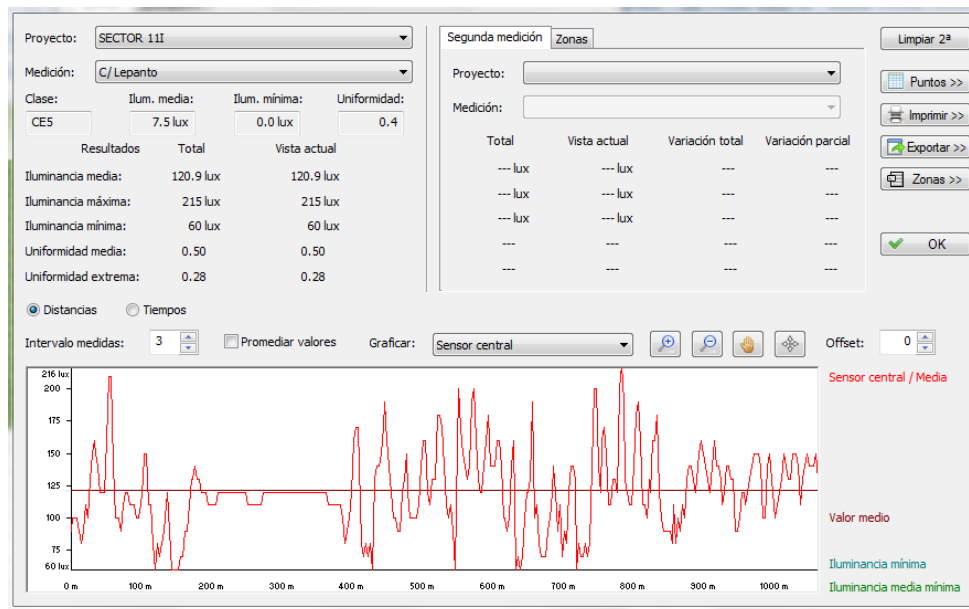 Proyecto: SECTOR 11I
Medición: C/ Lepanto
Clase: Ilum. media: Ilum. mínima: Uniformidad:
CE5 7.5 lux 0.0 lux 0.4
Resultados Total Vista actual
Iluminancia media: 120.9 lux 120.9 lux
Iluminancia máxima: 215 lux 215 lux
Iluminancia mínima: 60 lux 60 lux
Uniformidad media: 0.50 0.50
Uniformidad extrema: 0.28 0.28
Segunda medición Zonas
Proyecto:
Medición:
Total Vista actual Variación total Variación parcial
--- lux --- lux --- ---
--- lux --- lux --- ---
--- lux --- lux --- ---
--- --- --- ---
--- --- --- ---
Limpiar 2ª
Puntos >>
Imprimir >>
Exportar >>
Zonas >>
OK
Distancias Tiempos
Intervalo medidas: 3 Promediar valores Graficar: Sensor central Offset: 0
216 lux
200
175
150
125
100
75
60 lux
0 m 100 m 200 m 300 m 400 m 500 m 600 m 700 m 800 m 900 m 1000 m
Sensor central / Media
Valor medio
Iluminancia mínima
Iluminancia media mínima